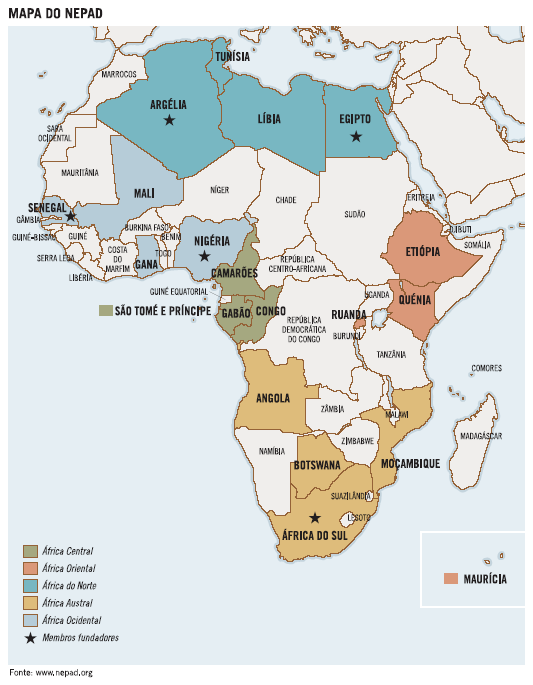 MAPA DO NEPAD
TUNÍSIA
MARROCOS
ARGÉLIA
LÍBIA
EGIPTO
SARA
OCIDENTAL
MAURITÂNIA
MALI
NÍGER
CHADE
SUDÃO
ERITREIA
SENEGAL
GÂMBIA
GUINÉ-BISSAU
GUINÉ
BURKINA FASO
BENIM
NIGÉRIA
DJIBUTI
SOMÁLIA
ETIÓPIA
SERRA LEOA
COSTA
DO
MARFIM
GANA
TOGO
LIBÉRIA
CAMARÕES
REPÚBLICA
CENTRO-AFRICANA
GUINÉ EQUATORIAL
SÃO TOMÉ E PRÍNCIPE
GABÃO
CONGO
REPÚBLICA
DEMOCRÁTICA
DO CONGO
UGANDA
QUÉNIA
RUANDA
BURUNDI
TANZÂNIA
COMORES
ANGOLA
ZÂMBIA
MALAWI
MADAGÁSCAR
NAMÍBIA
ZIMBABWE
BOTSWANA
MOÇAMBIQUE
SUAZILÂNDIA
LESOTO
ÁFRICA DO SUL
África Central
África Oriental
África do Norte
África Austral
África Ocidental
Membros fundadores
MAURÍCIA
Fonte: www.nepad.org